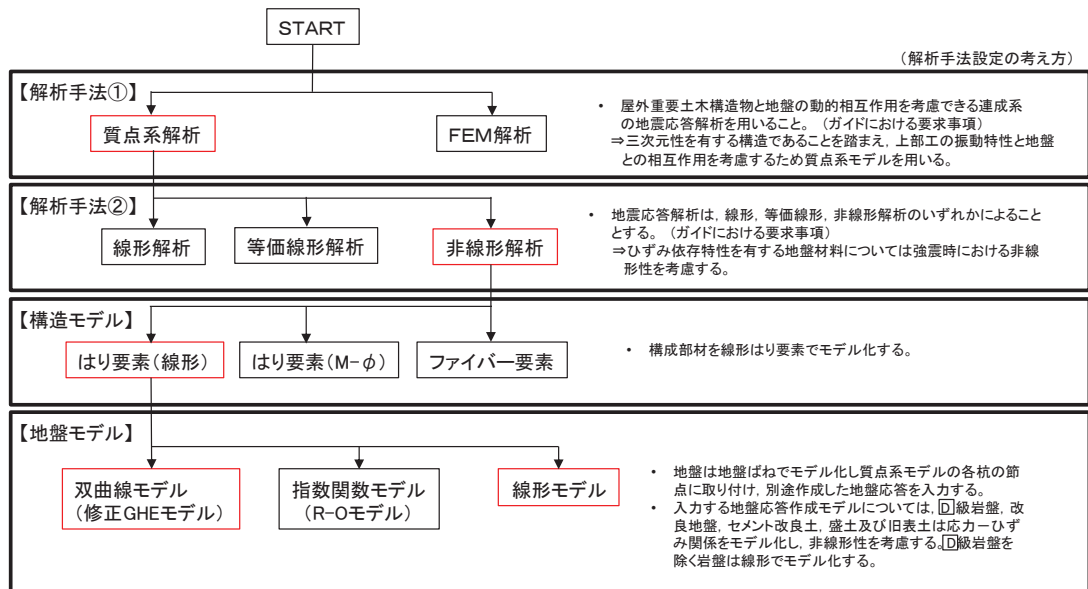 START
(解析手法設定の考え方)
【解析手法①】
質点系解析
FEM解析
・ 屋外重要土木構造物と地盤の動的相互作用を考慮できる連成系
の地震応答解析を用いること。 (ガイドにおける要求事項)
⇒三次元性を有する構造であることを踏まえ, 上部工の振動特性と地盤
との相互作用を考慮するため質点系モデルを用いる。
【解析手法②】
線形解析
等価線形解析
非線形解析
・ 地震応答解析は, 線形, 等価線形, 非線形解析のいずれかによること
とする。 (ガイドにおける要求事項)
⇒ひずみ依存特性を有する地盤材料については強震時における非線
形性を考慮する。
【構造モデル】
はり要素(線形)
はり要素(M-φ)
ファイバー要素
・ 構成部材を線形はり要素でモデル化する。
【地盤モデル】
双曲線モデル
(修正GHEモデル)
指数関数モデル
(R-Oモデル)
線形モデル
・ 地盤は地盤ばねでモデル化し質点系モデルの各杭の節
点に取り付け, 別途作成した地盤応答を入力する。
・ 入力する地盤応答作成モデルについては, D級岩盤, 改
良地盤, セメント改良土, 盛土及び旧表土は応力ーひず
み関係をモデル化し, 非線形性を考慮する。D級岩盤を
除く岩盤は線形でモデル化する。